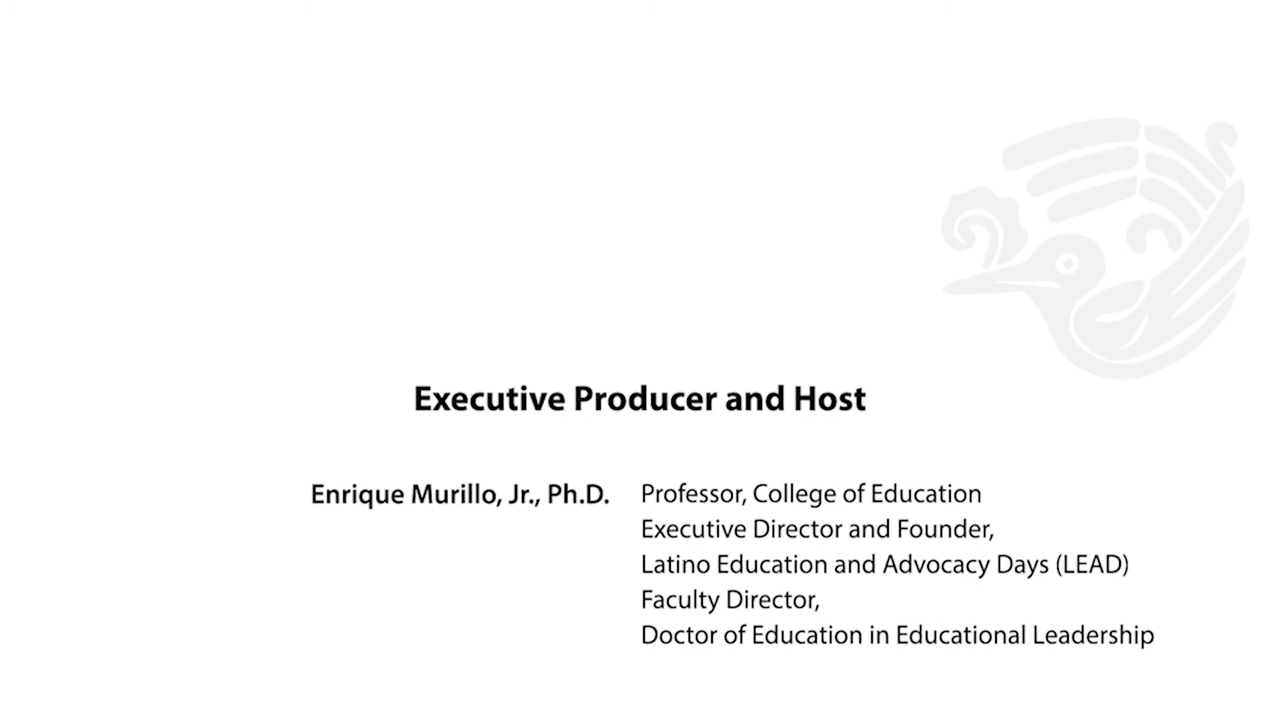 Executive Producer and Host
Enrique Murillo, Jr., Ph.D. Professor, College of Education
Executive Director and Founder,
Latino Education and Advocacy Days (LEAD)
Faculty Director,
Doctor of Education in Educational Leadership